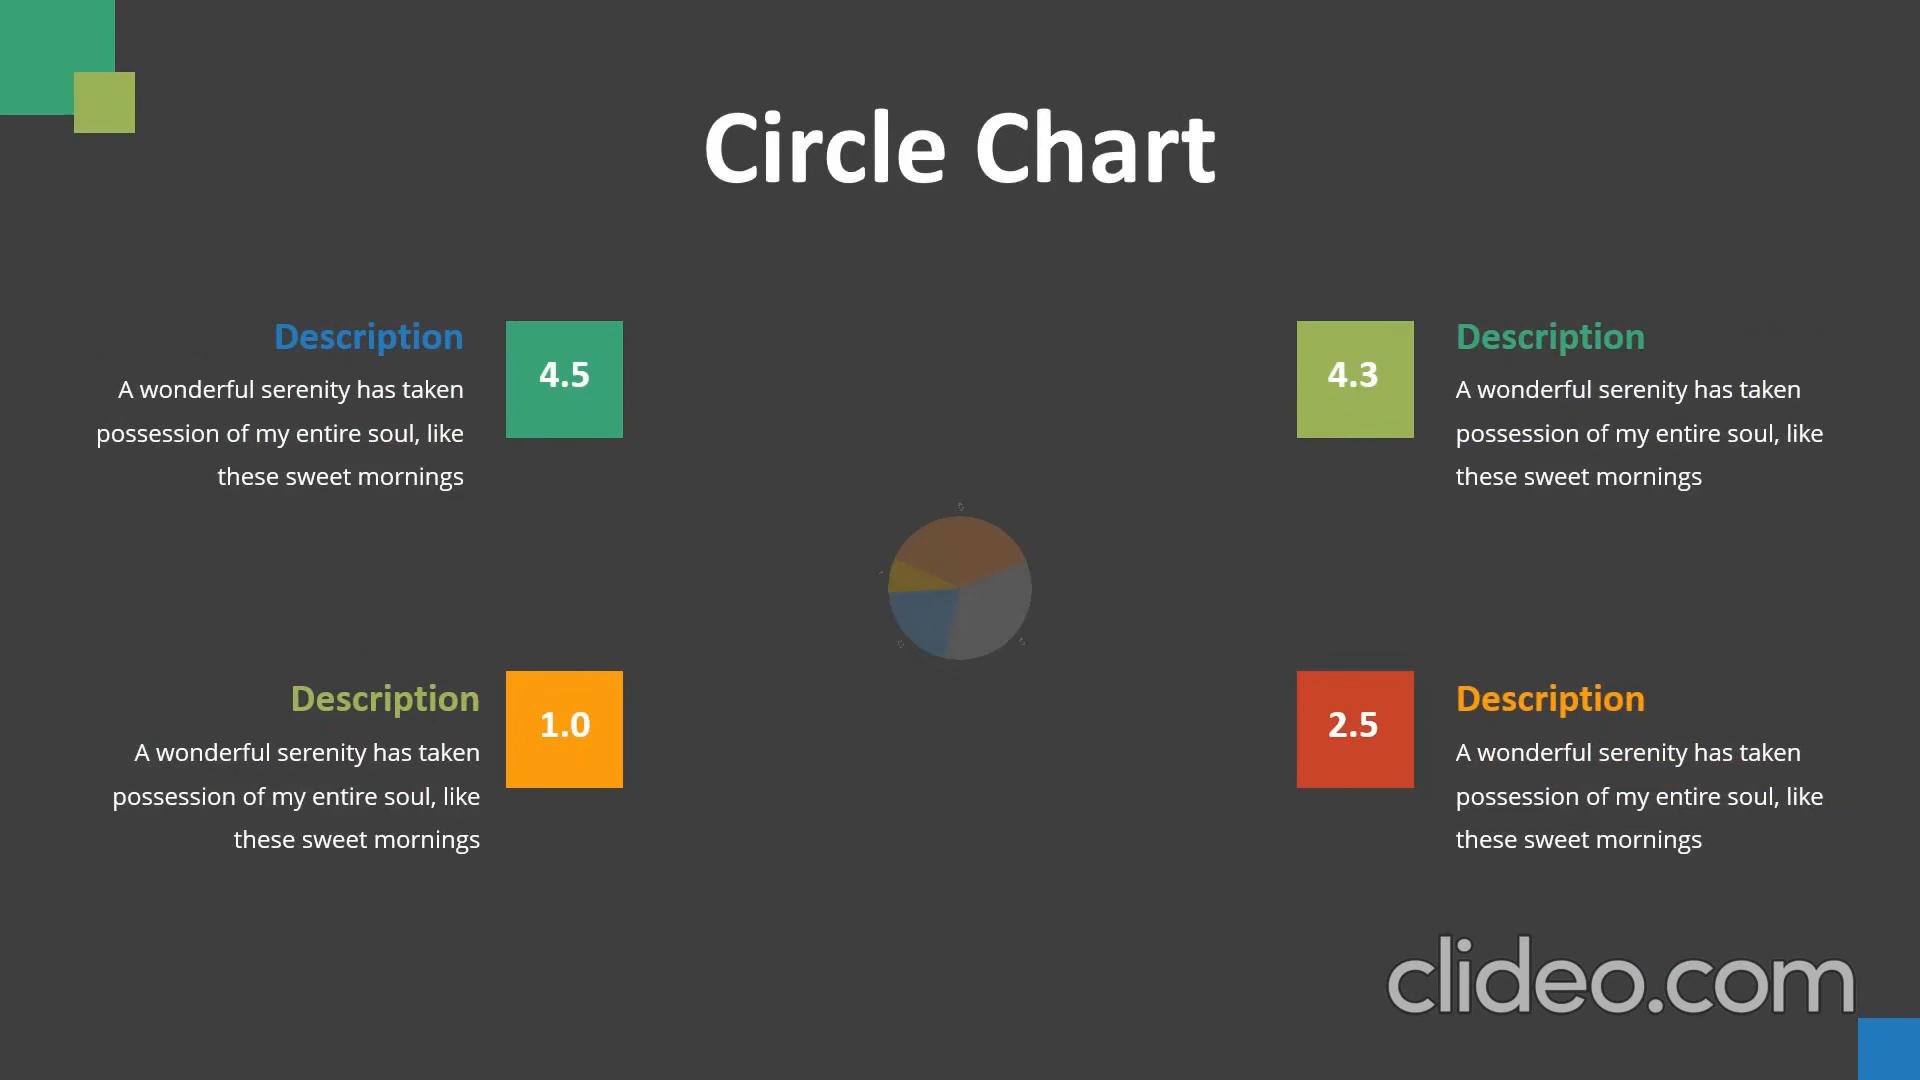 Circle Chart
Description
A wonderful serenity has taken
possession of my entire soul, like
these sweet mornings
4.5
4.3
Description
A wonderful serenity has taken
possession of my entire soul, like
these sweet mornings
Description
A wonderful serenity has taken
possession of my entire soul, like
these sweet mornings
1.0
2.5
Description
A wonderful serenity has taken
possession of my entire soul, like
these sweet mornings
clideo.com